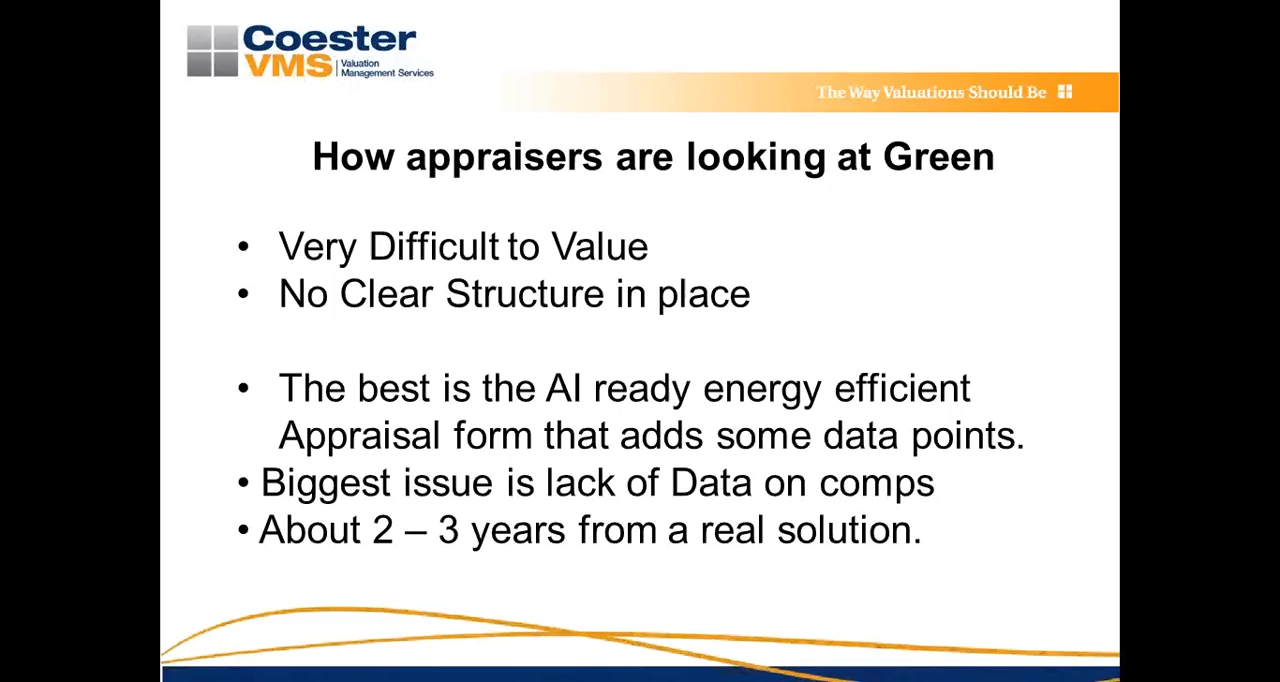 Coester
VMS
Valuation
Management Services
The Way Valuations Should Be
How appraisers are looking at Green
• Very Difficult to Value
• No Clear Structure in place
• The best is the AI ready energy efficient
Appraisal form that adds some data points.
• Biggest issue is lack of Data on comps
• About 2 – 3 years from a real solution.